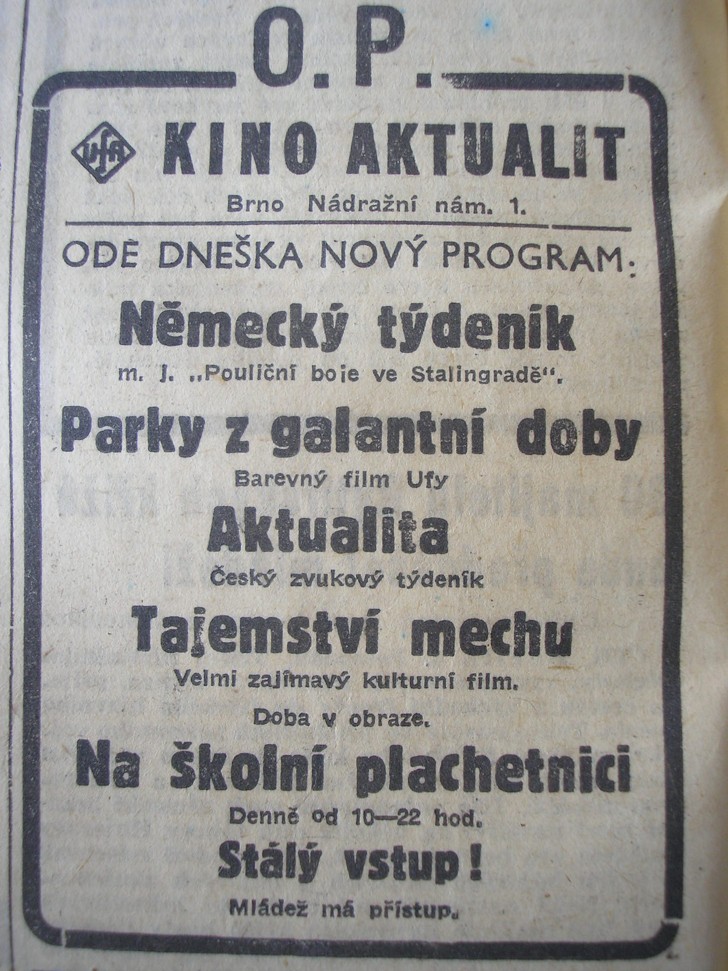 O. P.
Ufa KINO AKTUALIT
Brno Nádražní nám. 1.
ODE DNEŠKA NOVÝ PROGRAM:
Německý týdeník
m. j. „Pouliční boje ve Stalingradě“.
Parky z galantní doby
Barevný film Ufy
Aktualita
Český zvukový týdeník
Tajemství mechu
Velmi zajímavý kulturní film.
Doba v obraze.
Na školní plachetnici
Denně od 10—22 hod.
Stálý vstup!
Mládež má přístup.